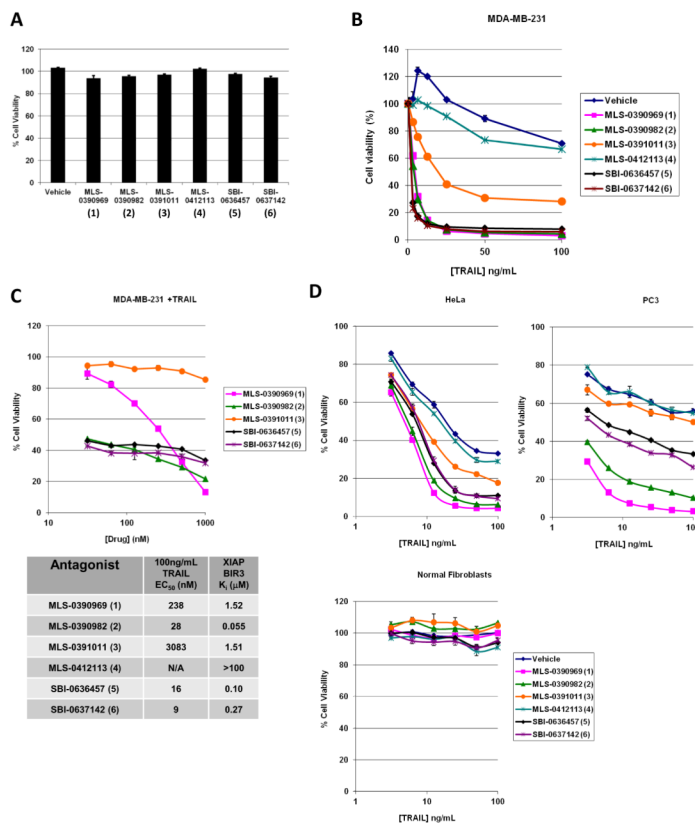 A
120
100
80
60
40
20
0
% Cell Viability
Vehicle
MLS-0390969 (1)
MLS-0390982 (2)
MLS-0391011 (3)
MLS-0412113 (4)
SBI-0636457 (5)
SBI-0637142 (6)
B
MDA-MB-231
140
120
100
80
60
40
20
0
Cell viability (%)
0
50
100
[TRAIL] ng/mL
Vehicle
MLS-0390969 (1)
MLS-0390982 (2)
MLS-0391011 (3)
MLS-0412113 (4)
SBI-0636457 (5)
SBI-0637142 (6)
C
MDA-MB-231 +TRAIL
120
100
80
60
40
20
0
% Cell Viability
10
100
1000
[Drug] (nM)
MLS-0390969 (1)
MLS-0390982 (2)
MLS-0391011 (3)
SBI-0636457 (5)
SBI-0637142 (6)
Antagonist 100ng/mL TRAIL EC50 (nM) XIAP BIR3 Ki (µM)
MLS-0390969 (1) 238 1.52
MLS-0390982 (2) 28 0.055
MLS-0391011 (3) 3083 1.51
MLS-0412113 (4) N/A >100
SBI-0636457 (5) 16 0.10
SBI-0637142 (6) 9 0.27
D
HeLa
100
80
60
40
20
0
% Cell Viability
1
10
100
[TRAIL] ng/mL
PC3
100
80
60
40
20
0
% Cell Viability
1
10
100
[TRAIL] ng/mL
Normal Fibroblasts
120
100
80
60
40
20
0
% Cell Viability
1
10
100
[TRAIL] ng/mL
Vehicle
MLS-0390969 (1)
MLS-0390982 (2)
MLS-0391011 (3)
MLS-0412113 (4)
SBI-0636457 (5)
SBI-0637142 (6)